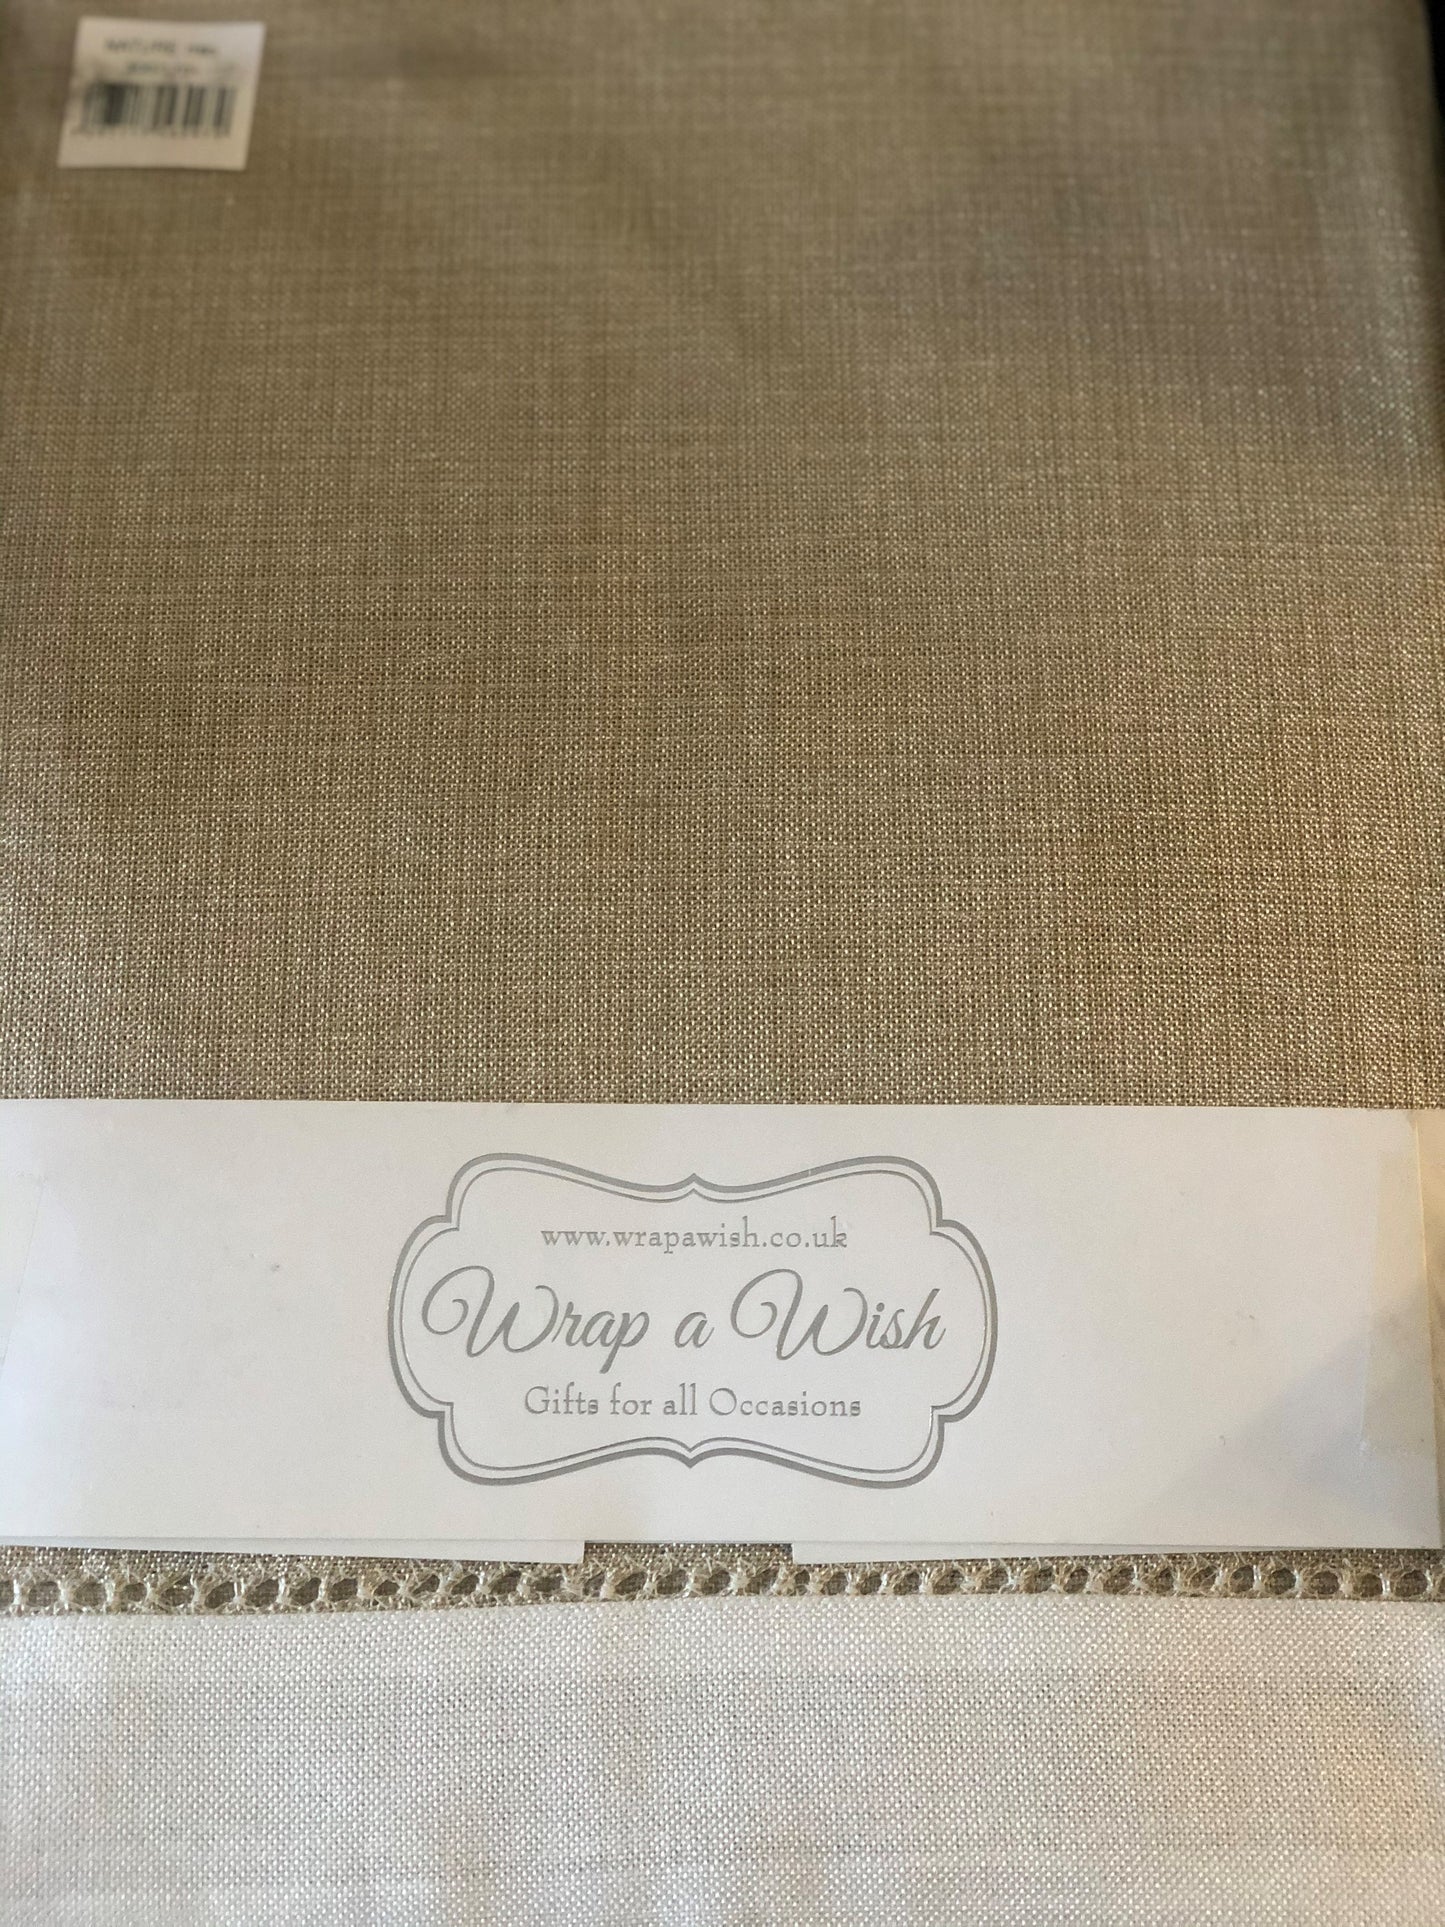 www.wrapawish.co.uk
Wrap a Wish
Gifts for all Occasions